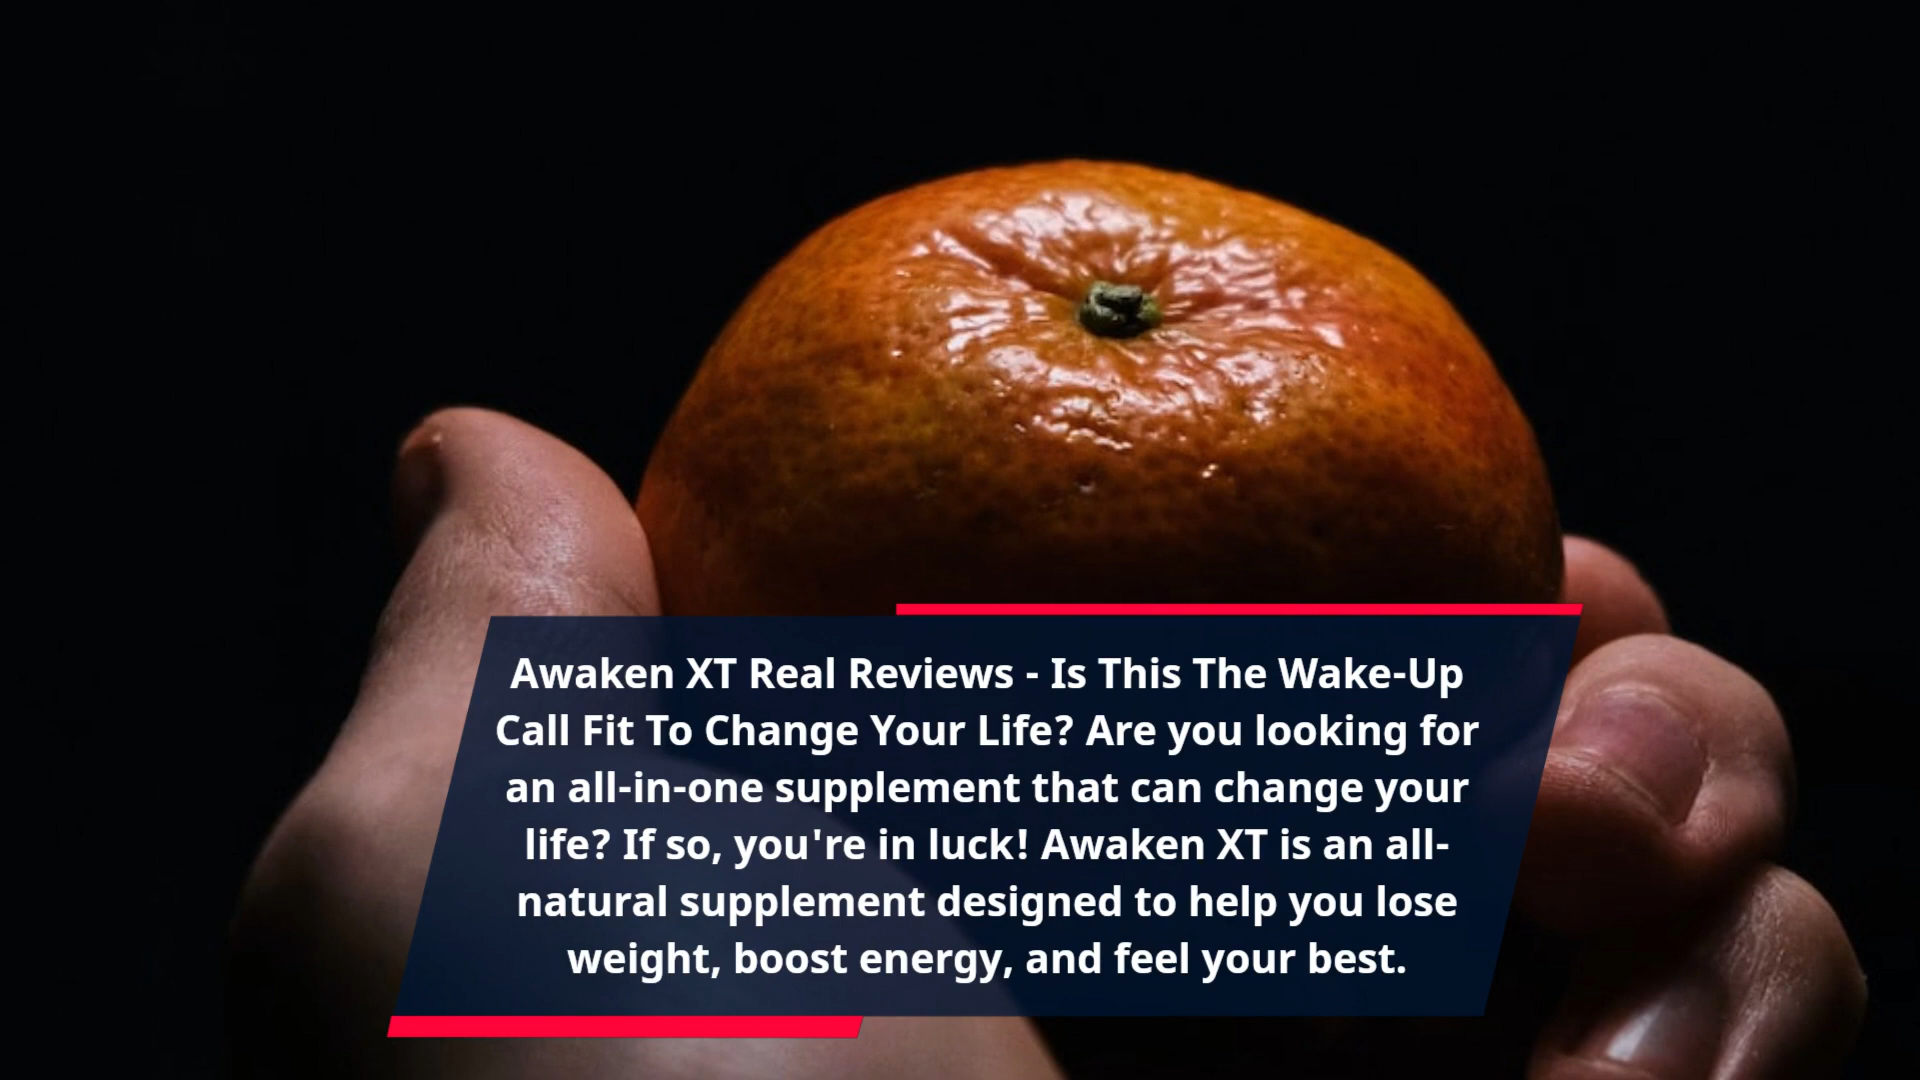 Awaken XT Real Reviews - Is This The Wake-Up
Call Fit To Change Your Life? Are you looking for
an all-in-one supplement that can change your
life? If so, you're in luck! Awaken XT is an all-
natural supplement designed to help you lose
weight, boost energy, and feel your best.